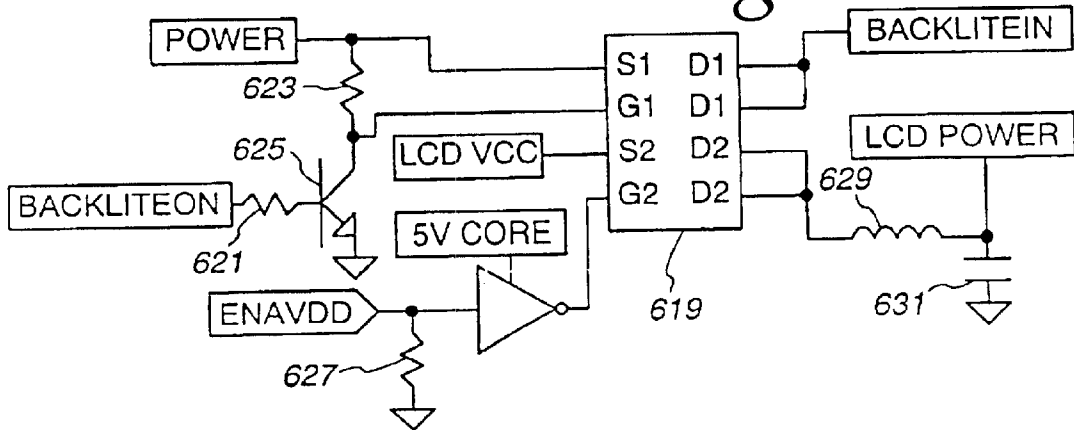 POWER
BACKLITEIN
623
S1 D1
G1 D1
625
LCD VCC
S2 D2
LCD POWER
629
BACKLITEON
G2 D2
621
5V CORE
619
631
ENAVDD
627